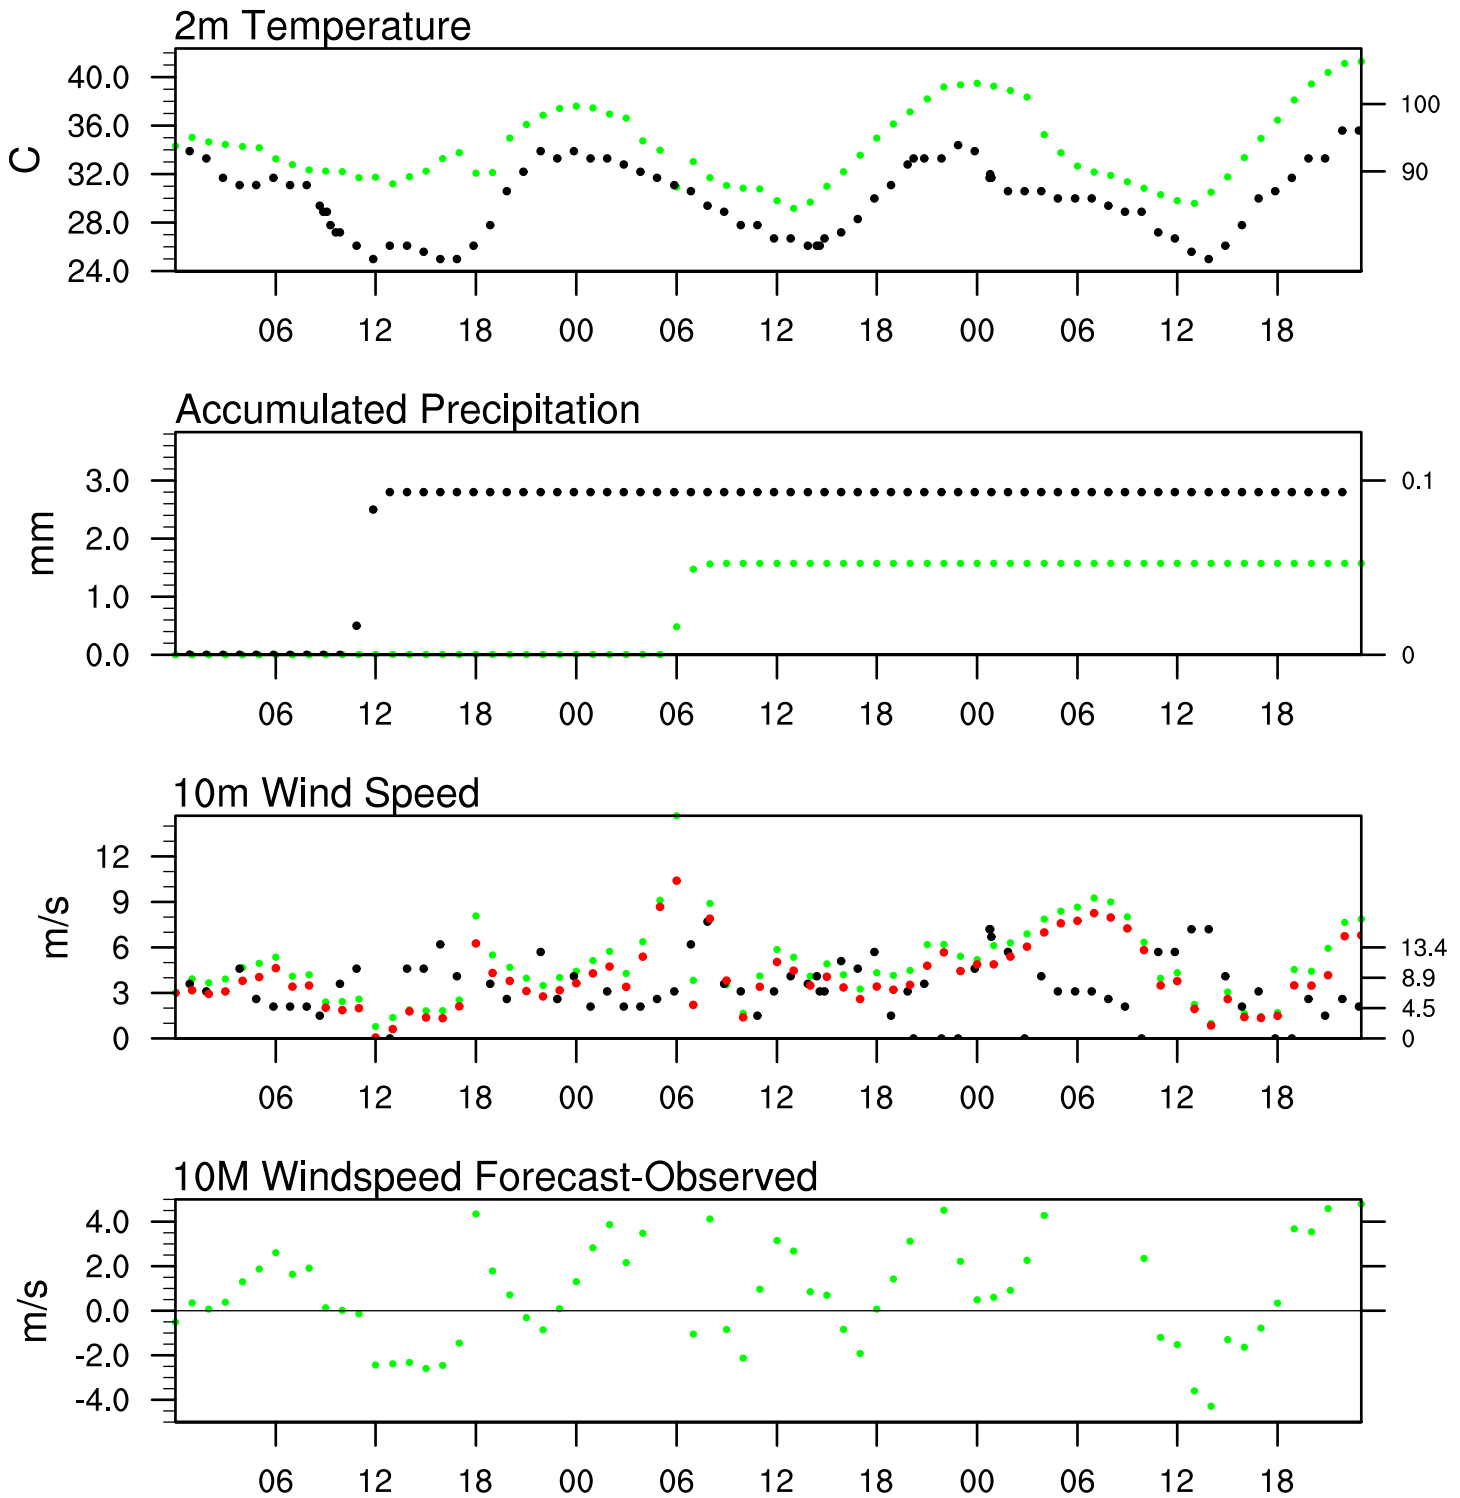 2m Temperature
40.0
36.0
32.0
28.0
24.0
C
100
90
06 12 18 00 06 12 18 00 06 12 18
Accumulated Precipitation
3.0
2.0
1.0
0.0
mm
0.1
0
06 12 18 00 06 12 18 00 06 12 18
10m Wind Speed
12
9
6
3
0
m/s
13.4
8.9
4.5
0
06 12 18 00 06 12 18 00 06 12 18
10M Windspeed Forecast-Observed
4.0
2.0
0.0
-2.0
-4.0
m/s
06 12 18 00 06 12 18 00 06 12 18